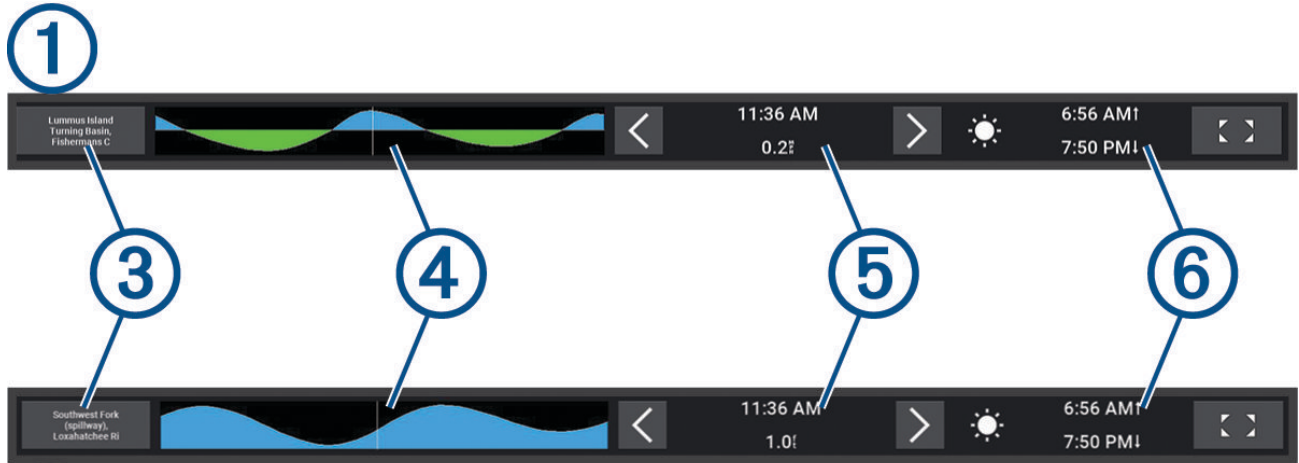 1
Lummus Island
Turning Basin,
Fishermans C
11:36 AM
0.2
6:56 AM↑
7:50 PM↓
3
4
5
6
Southwest Fork
(spillway),
Loxahatchee Ri
11:36 AM
1.0
6:56 AM↑
7:50 PM↓